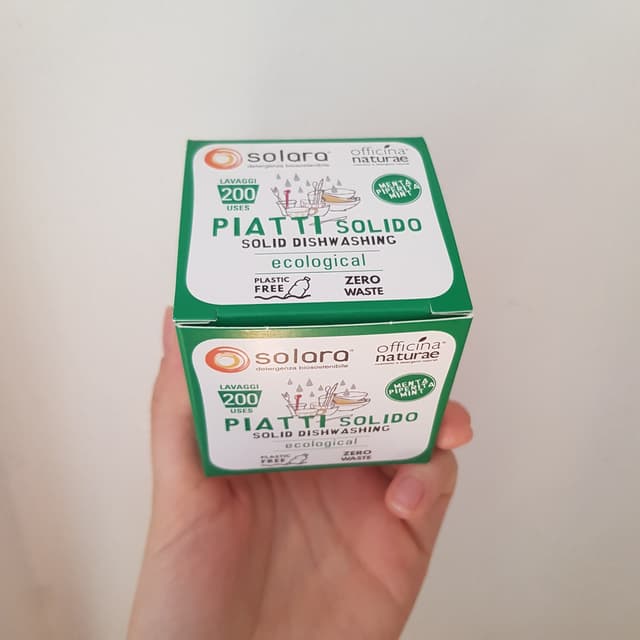 solara
detergenza biosostenibile
officina
naturae
LAVAGGI
200
USES
MENTA
PIPERITA
MINT
PIATTI SOLIDO
SOLID DISHWASHING
ecological
PLASTIC
FREE
ZERO
WASTE
solara
detergenza biosostenibile
officina
naturae
LAVAGGI
200
USES
MENTA
PIPERITA
MINT
PIATTI SOLIDO
SOLID DISHWASHING
ecological
PLASTIC
FREE
ZERO
WASTE